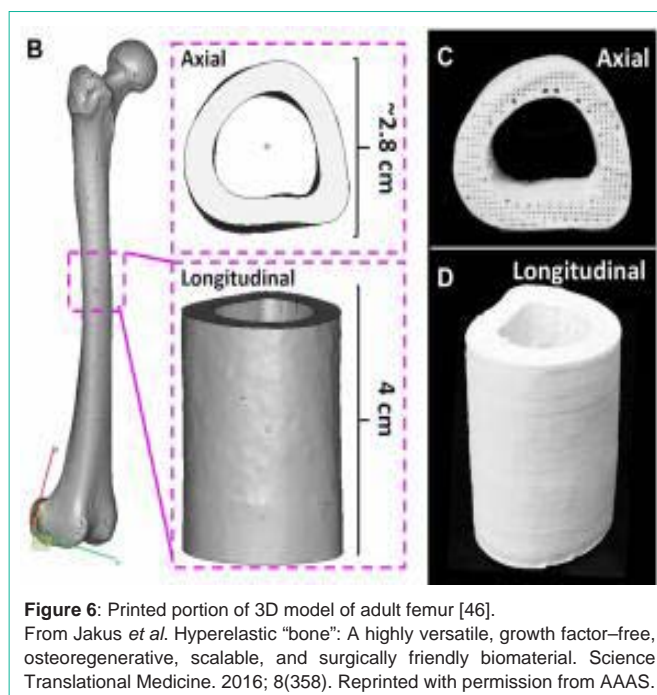 B
Axial
~2.8 cm
Longitudinal
4 cm
C
Axial
D
Longitudinal
Figure 6: Printed portion of 3D model of adult femur [46].
From Jakus et al. Hyperelastic “bone”: A highly versatile, growth factor–free,
osteoregenerative, scalable, and surgically friendly biomaterial. Science
Translational Medicine. 2016; 8(358). Reprinted with permission from AAAS.